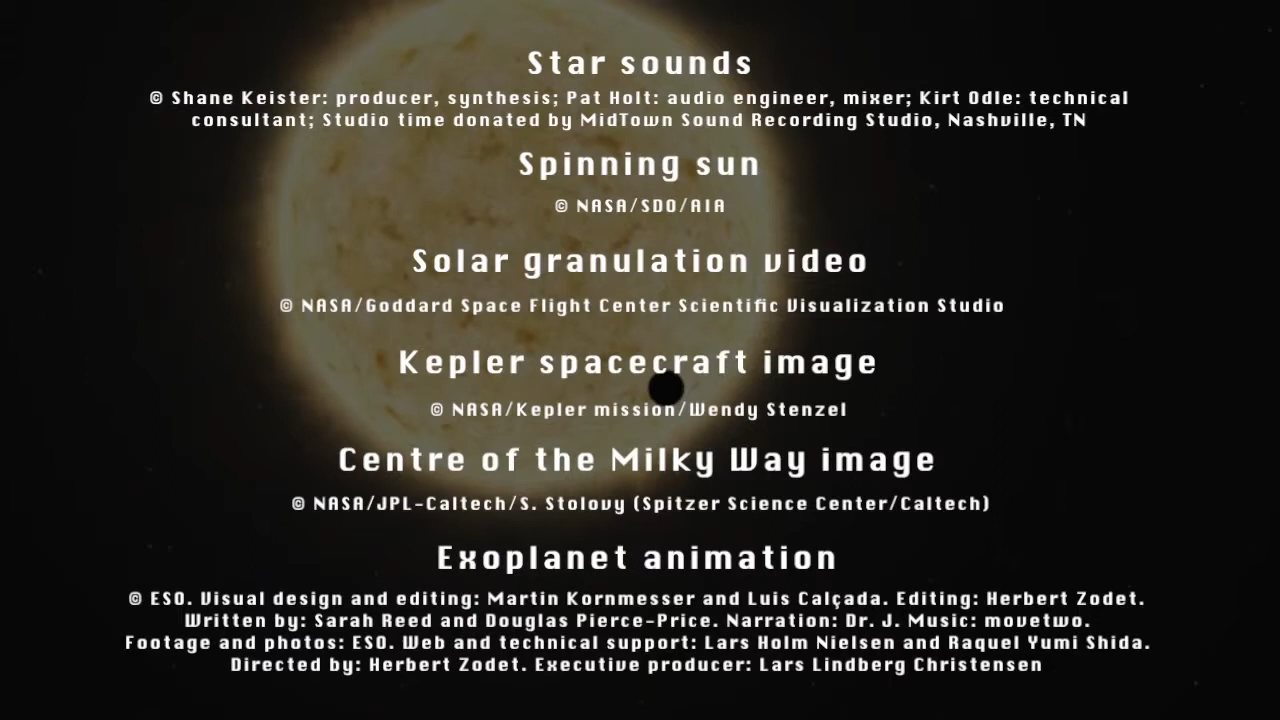 Star sounds
© Shane Keister: producer, synthesis; Pat Holt: audio engineer, mixer; Kirt Odle: technical
consultant; Studio time donated by MidTown Sound Recording Studio, Nashville, TN
Spinning sun
© NASA/SDO/AIA
Solar granulation video
© NASA/Goddard Space Flight Center Scientific Visualization Studio
Kepler spacecraft image
© NASA/Kepler mission/Wendy Stenzel
Centre of the Milky Way image
© NASA/JPL-Caltech/S. Stolovy (Spitzer Science Center/Caltech)
Exoplanet animation
© ESO. Visual design and editing: Martin Kornmesser and Luis Calçada. Editing: Herbert Zodet.
Written by: Sarah Reed and Douglas Pierce-Price. Narration: Dr. J. Music: movetwo.
Footage and photos: ESO. Web and technical support: Lars Holm Nielsen and Raquel Yumi Shida.
Directed by: Herbert Zodet. Executive producer: Lars Lindberg Christensen